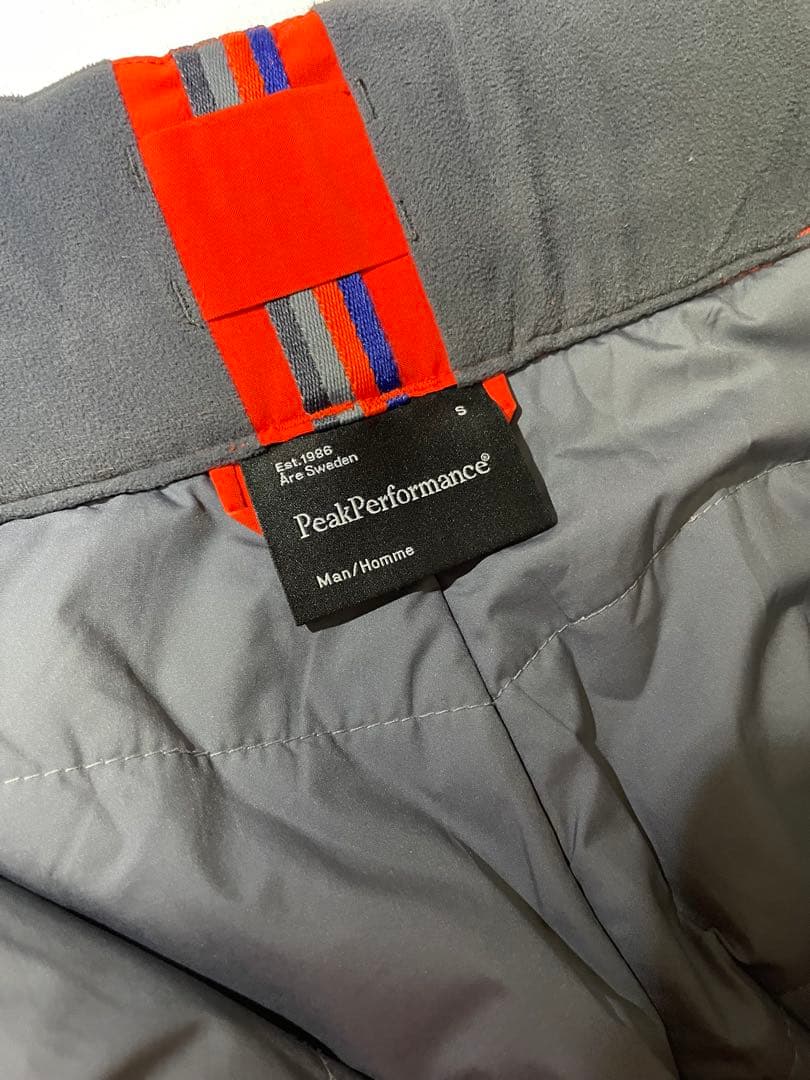 S
Est.1986
Åre Sweden
PeakPerformance®
Man/Homme